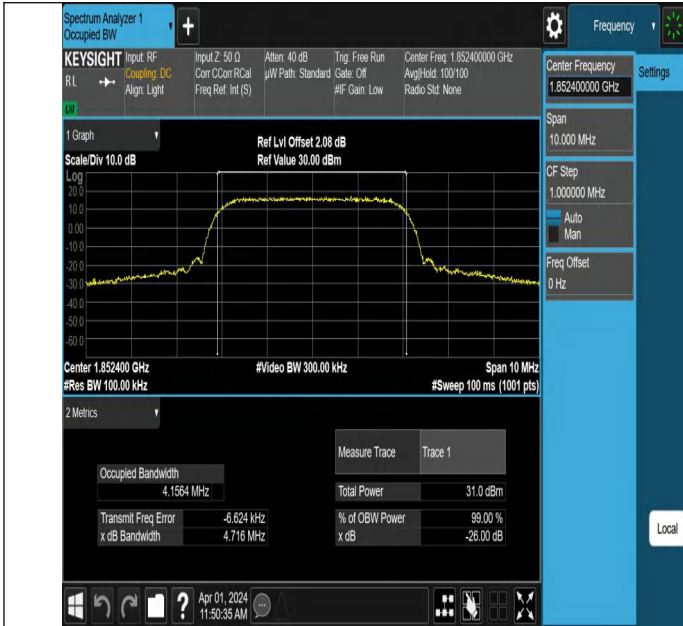 Spectrum Analyzer 1
Occupied BW
+
Frequency
KEYSIGHT
RL
Input: RF
Coupling: DC
Align: Light
Input Z: 50 Ω
Corr CCorr RCal
Freq Ref: Int (S)
Atten: 40 dB
µW Path: Standard
Trig: Free Run
Gate: Off
#IF Gain: Low
Center Freq: 1.852400000 GHz
Avg|Hold: 100/100
Radio Std: None
Center Frequency
1.852400000 GHz
Settings
Span
10.000 MHz
CF Step
1.000000 MHz
Auto
Man
Freq Offset
0 Hz
Local
1 Graph
Scale/Div 10.0 dB
Ref Lvl Offset 2.08 dB
Ref Value 30.00 dBm
Log
20.0
10.0
0.00
-10.0
-20.0
-30.0
-40.0
-50.0
-60.0
Center 1.852400 GHz
#Video BW 300.00 kHz
Span 10 MHz
#Res BW 100.00 kHz
#Sweep 100 ms (1001 pts)
2 Metrics
Measure Trace
Trace 1
Occupied Bandwidth
4.1564 MHz
Total Power
31.0 dBm
Transmit Freq Error
-6.624 kHz
% of OBW Power
99.00 %
x dB Bandwidth
4.716 MHz
x dB
-26.00 dB
?
Apr 01, 2024
11:50:35 AM